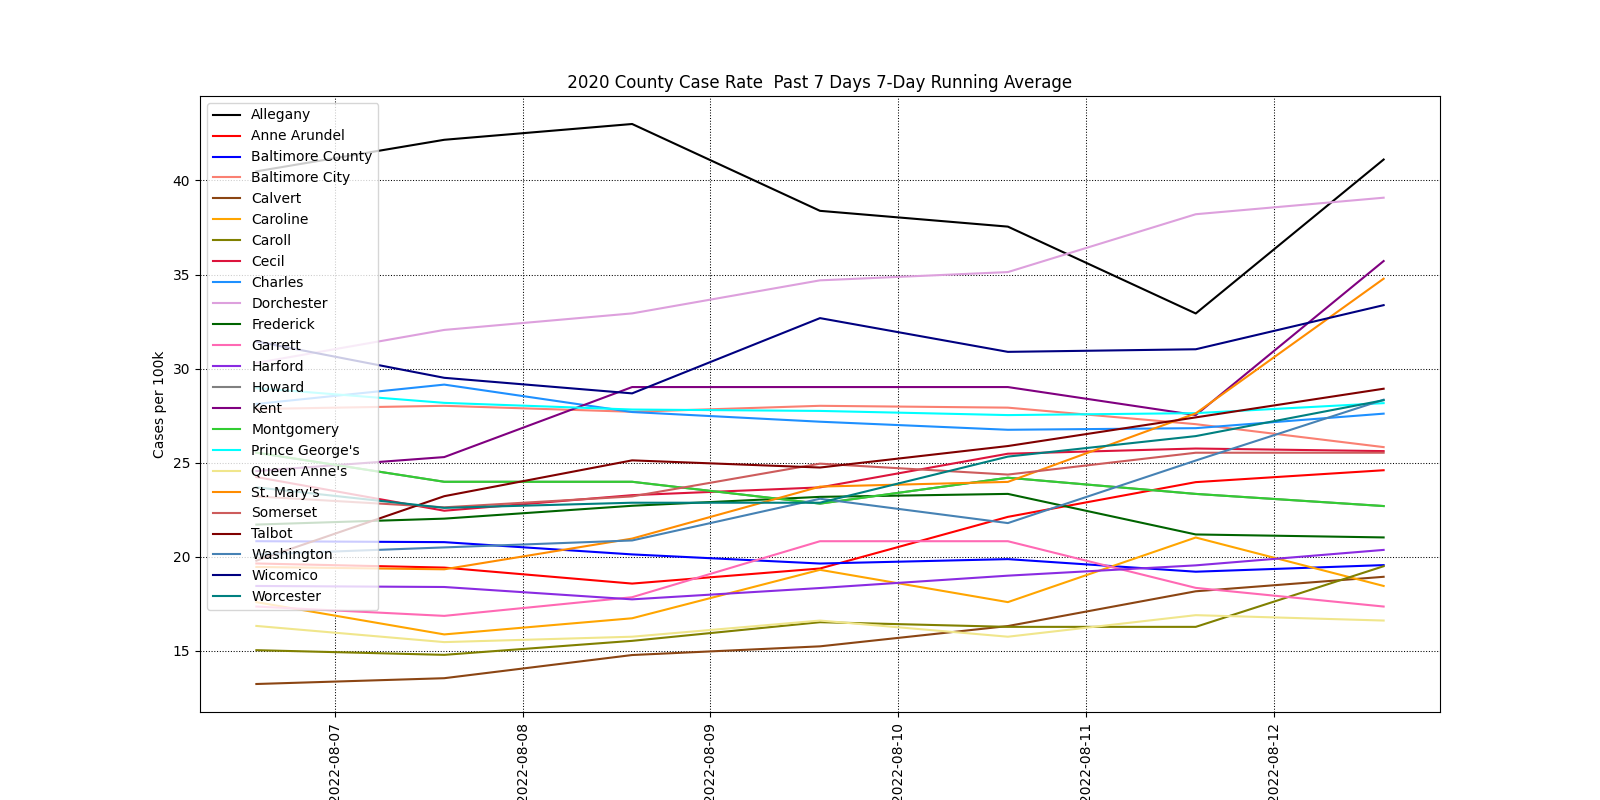 2020 County Case Rate  Past 7 Days 7-Day Running Average
Allegany
Anne Arundel
Baltimore County
Baltimore City
Calvert
Caroline
Caroll
Cecil
Charles
Dorchester
Frederick
Garrett
Harford
Howard
Kent
Montgomery
Prince George's
Queen Anne's
St. Mary's
Somerset
Talbot
Washington
Wicomico
Worcester
Cases per 100k
40
35
30
25
20
15
2022-08-07
2022-08-08
2022-08-09
2022-08-10
2022-08-11
2022-08-12